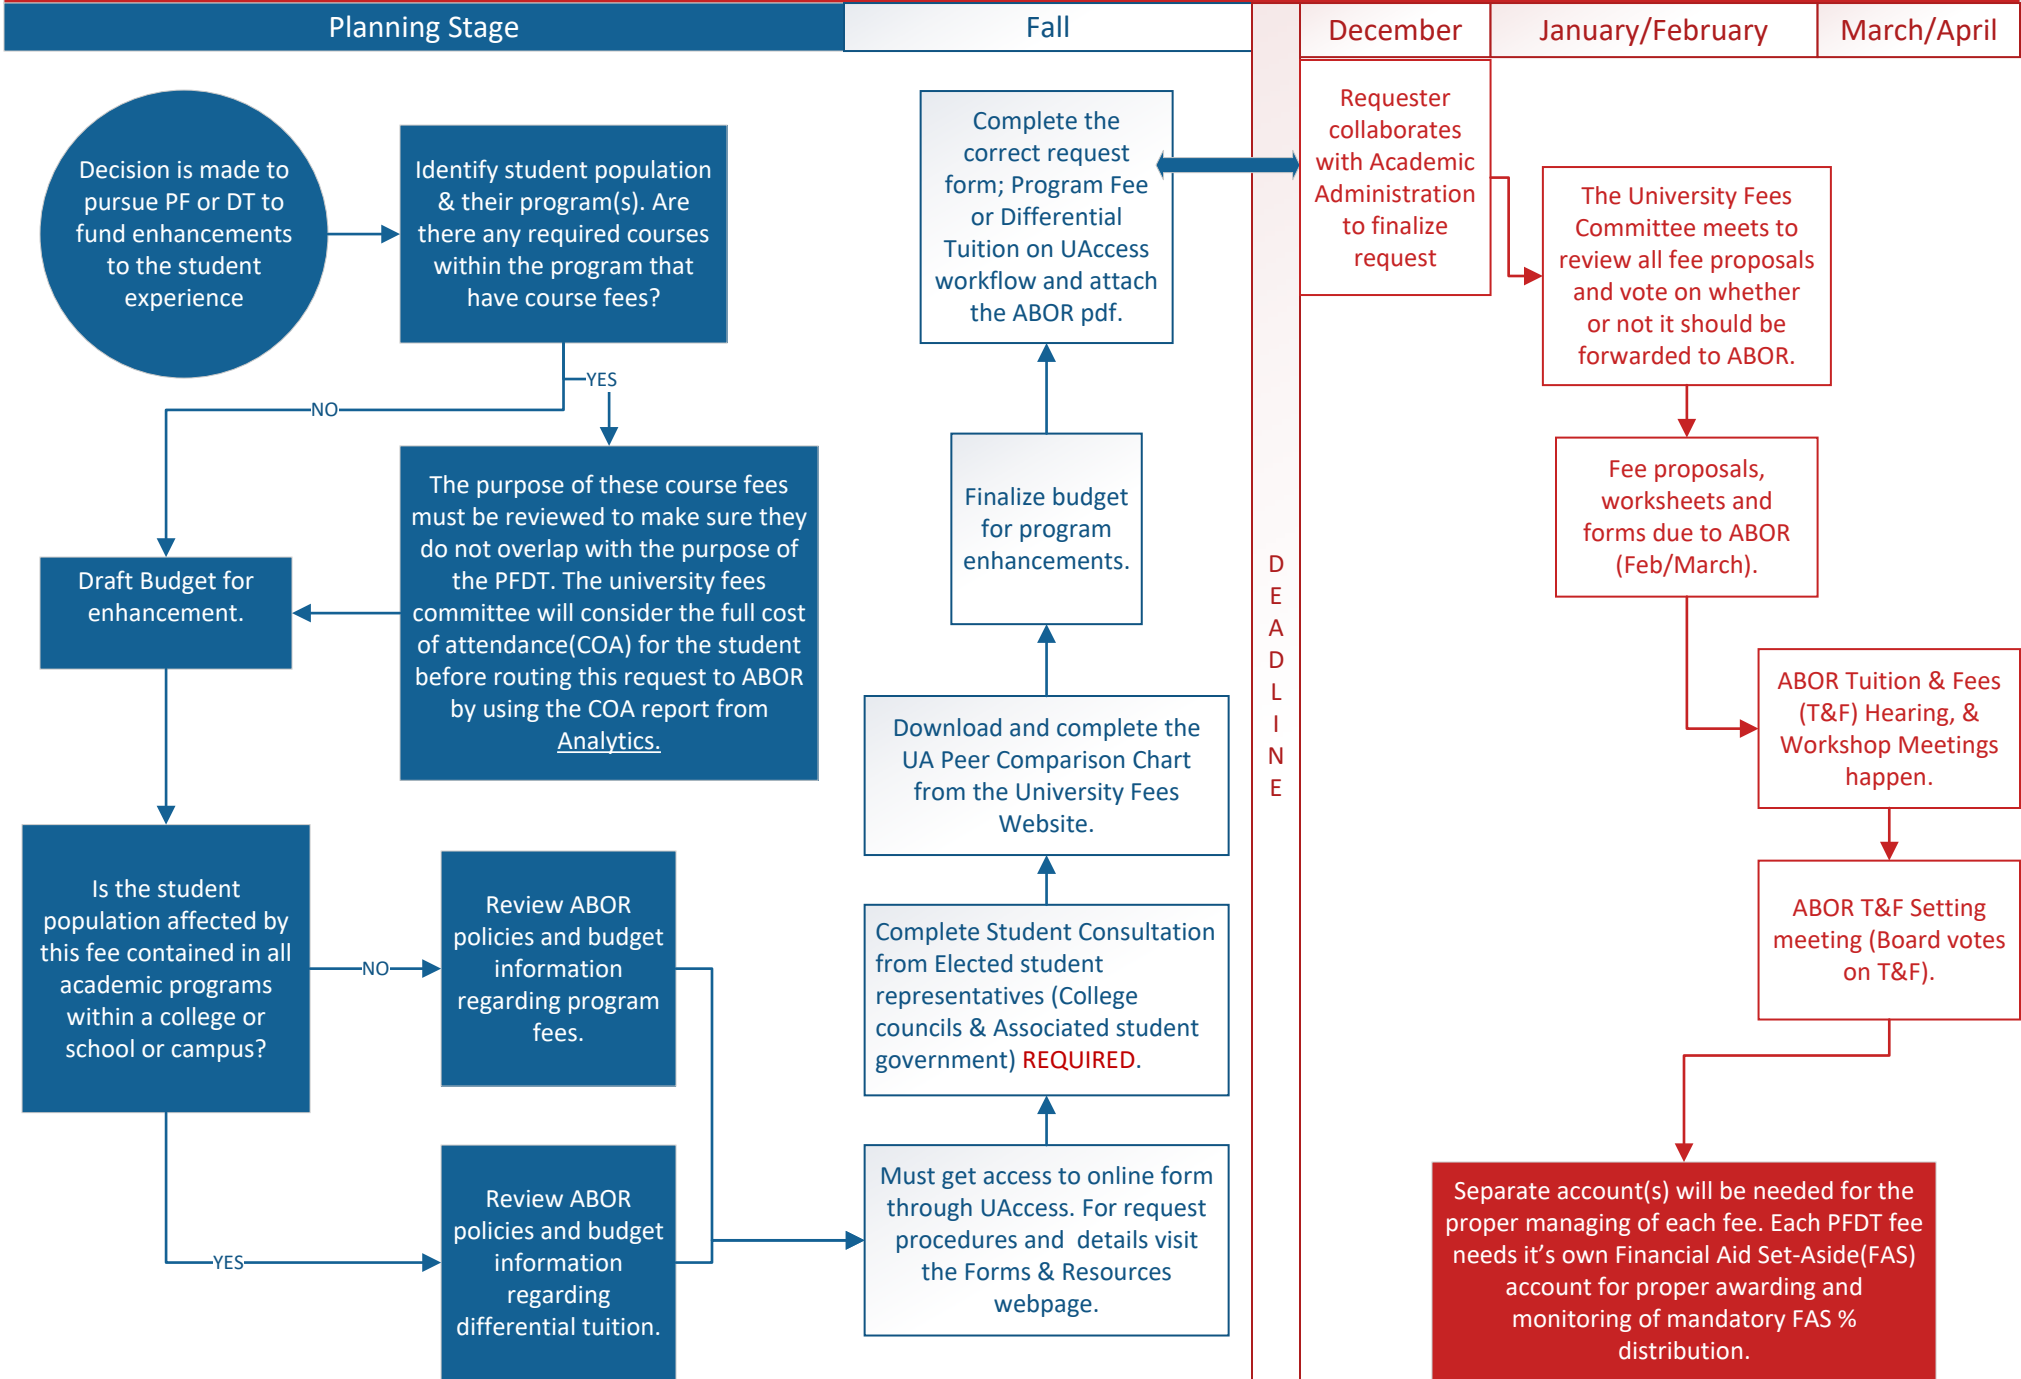 Planning Stage
Fall
December
January/February
March/April
Decision is made to
pursue PF or DT to
fund enhancements
to the student
experience
Identify student population
& their program(s). Are
there any required courses
within the program that
have course fees?
YES
NO
The purpose of these course fees
must be reviewed to make sure they
do not overlap with the purpose of
the PFDT. The university fees
committee will consider the full cost
of attendance(COA) for the student
before routing this request to ABOR
by using the COA report from
Analytics.
Draft Budget for
enhancement.
Is the student
population affected by
this fee contained in all
academic programs
within a college or
school or campus?
NO
Review ABOR
policies and budget
information
regarding program
fees.
YES
Review ABOR
policies and budget
information
regarding
differential tuition.
Must get access to online form
through UAccess. For request
procedures and  details visit
the Forms & Resources
webpage.
Complete Student Consultation
from Elected student
representatives (College
councils & Associated student
government) REQUIRED.
Download and complete the
UA Peer Comparison Chart
from the University Fees
Website.
Finalize budget
for program
enhancements.
Complete the
correct request
form; Program Fee
or Differential
Tuition on UAccess
workflow and attach
the ABOR pdf.
D
E
A
D
L
I
N
E
Requester
collaborates
with Academic
Administration
to finalize
request
The University Fees
Committee meets to
review all fee proposals
and vote on whether
or not it should be
forwarded to ABOR.
Fee proposals,
worksheets and
forms due to ABOR
(Feb/March).
ABOR Tuition & Fees
(T&F) Hearing, &
Workshop Meetings
happen.
ABOR T&F Setting
meeting (Board votes
on T&F).
Separate account(s) will be needed for the
proper managing of each fee. Each PFDT fee
needs it's own Financial Aid Set-Aside(FAS)
account for proper awarding and
monitoring of mandatory FAS %
distribution.